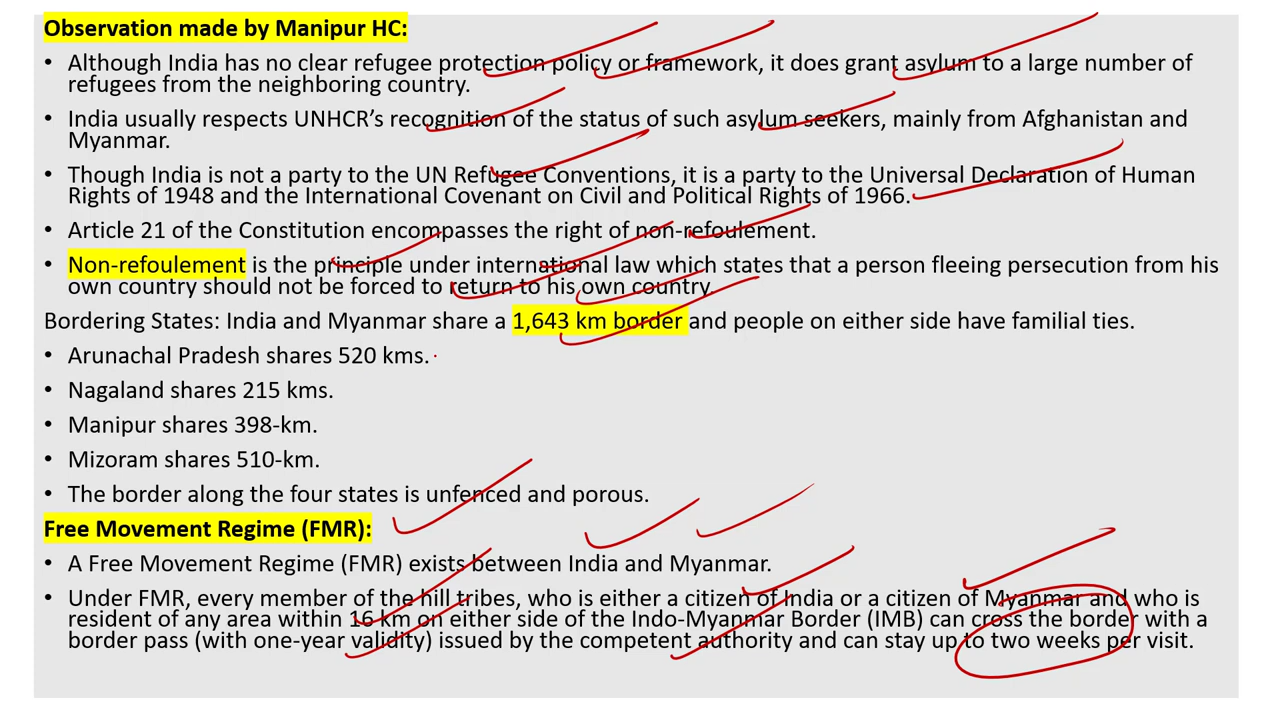 Observation made by Manipur HC:
• Although India has no clear refugee protection policy or framework, it does grant asylum to a large number of
refugees from the neighboring country.
• India usually respects UNHCR’s recognition of the status of such asylum seekers, mainly from Afghanistan and
Myanmar.
• Though India is not a party to the UN Refugee Conventions, it is a party to the Universal Declaration of Human
Rights of 1948 and the International Covenant on Civil and Political Rights of 1966.
• Article 21 of the Constitution encompasses the right of non-refoulement.
• Non-refoulement is the principle under international law which states that a person fleeing persecution from his
own country should not be forced to return to his own country.
Bordering States: India and Myanmar share a 1,643 km border and people on either side have familial ties.
• Arunachal Pradesh shares 520 kms.
• Nagaland shares 215 kms.
• Manipur shares 398-km.
• Mizoram shares 510-km.
• The border along the four states is unfenced and porous.
Free Movement Regime (FMR):
• A Free Movement Regime (FMR) exists between India and Myanmar.
• Under FMR, every member of the hill tribes, who is either a citizen of India or a citizen of Myanmar and who is
resident of any area within 16 km on either side of the Indo-Myanmar Border (IMB) can cross the border with a
border pass (with one-year validity) issued by the competent authority and can stay up to two weeks per visit.